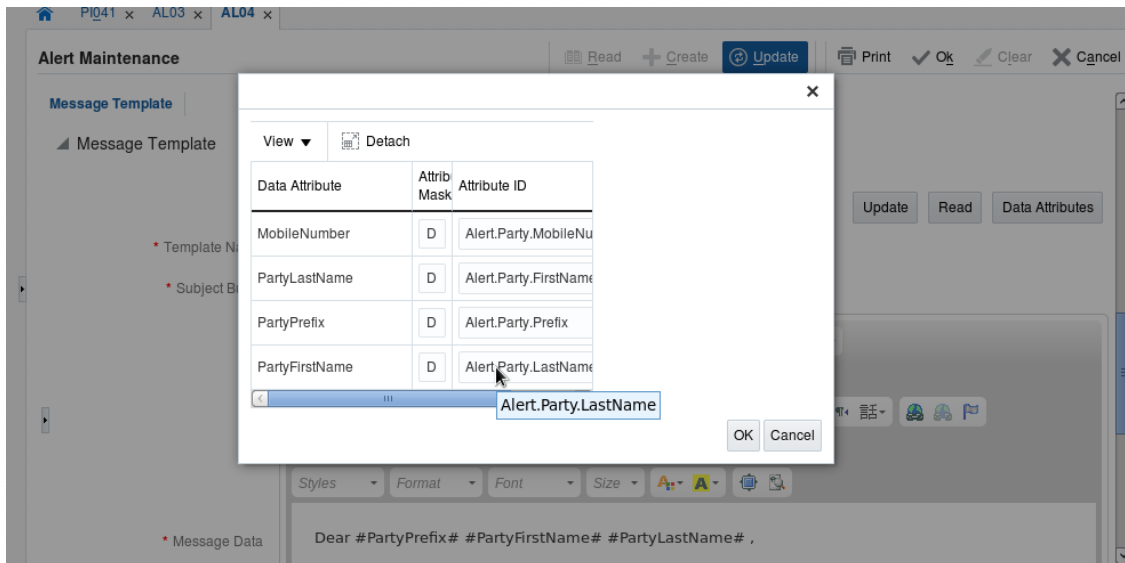 PI041 x AL03 x AL04 x
Alert Maintenance Read Create Update Print Ok Clear Cancel
Message Template
Message Template
View Detach
Data Attribute Attrib Mask Attribute ID
Update Read Data Attributes
MobileNumber D Alert.Party.MobileNu
* Template Na
PartyLastName D Alert.Party.FirstName
* Subject B
PartyPrefix D Alert.Party.Prefix
PartyFirstName D Alert.Party.LastName
Alert.Party.LastName
話
OK Cancel
Styles Format Font Size A A
* Message Data Dear #PartyPrefix# #PartyFirstName# #PartyLastName# ,